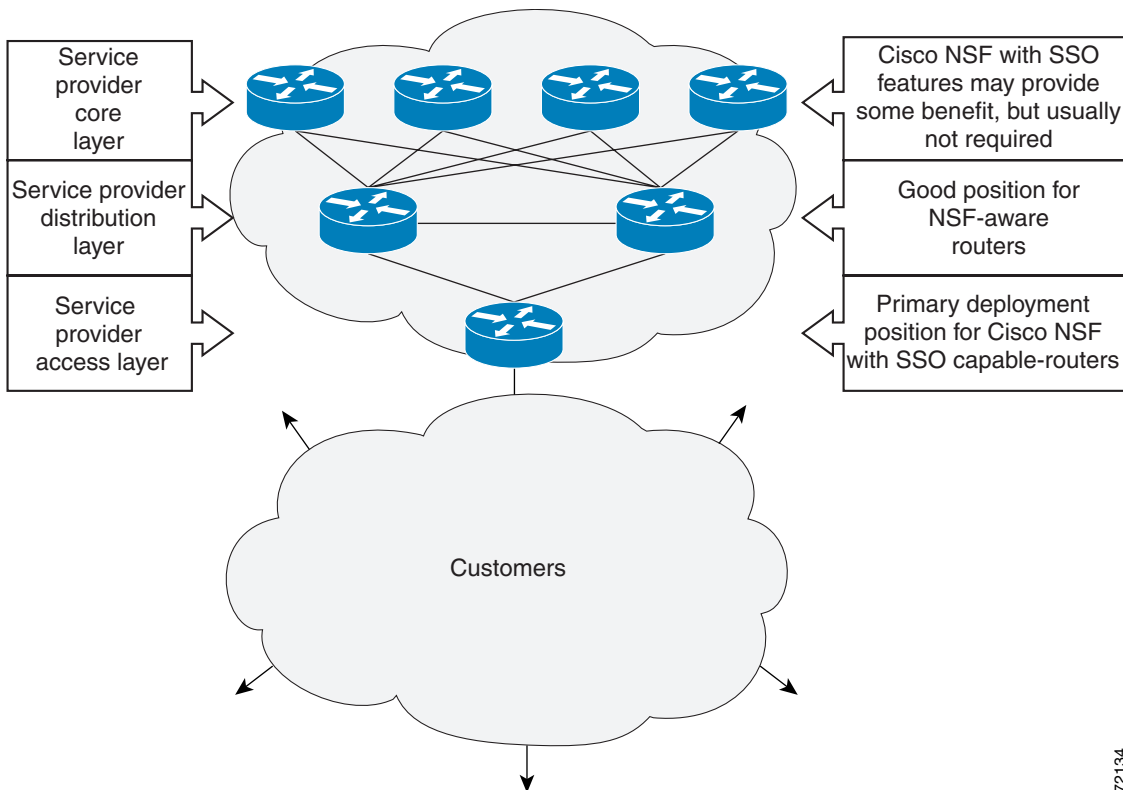 Service
provider
core
layer
Cisco NSF with SSO
features may provide
some benefit, but usually
not required
Service provider
distribution
layer
Good position for
NSF-aware
routers
Service
provider
access layer
Primary deployment
position for Cisco NSF
with SSO capable-routers
Customers
72134